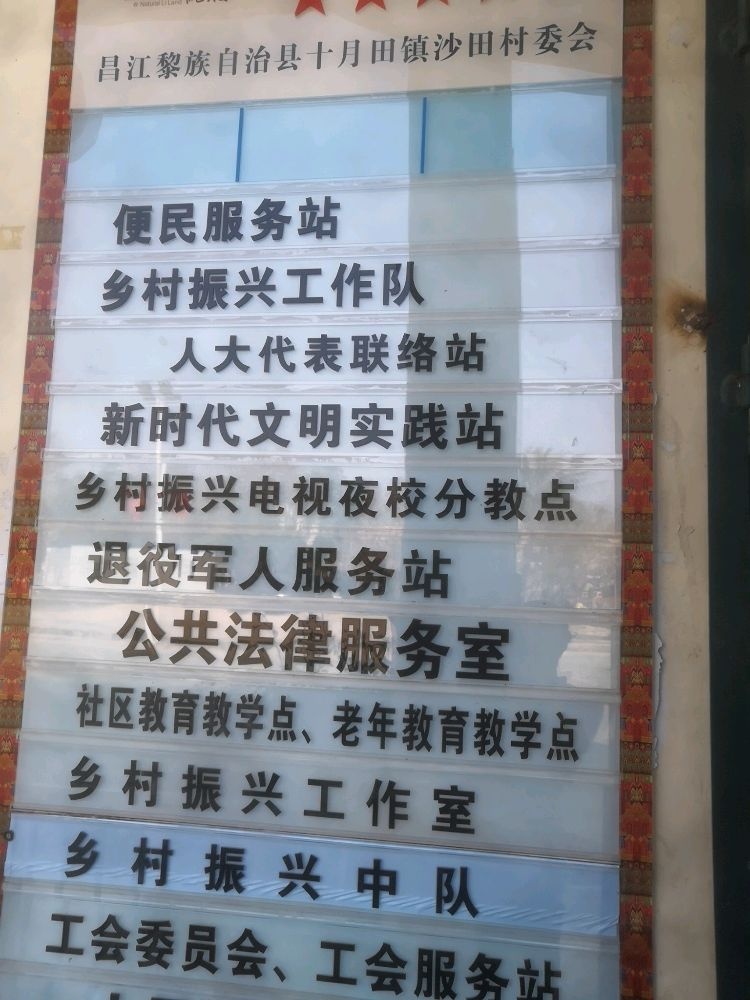 昌江黎族自治县十月田镇沙田村委会
便民服务站
乡村振兴工作队
人大代表联络站
新时代文明实践站
乡村振兴电视夜校分教点
退役军人服务站
公共法律服务室
社区教育教学点、老年教育教学点
乡村振兴工作室
乡村振兴中队
工会委员会、工会服务站